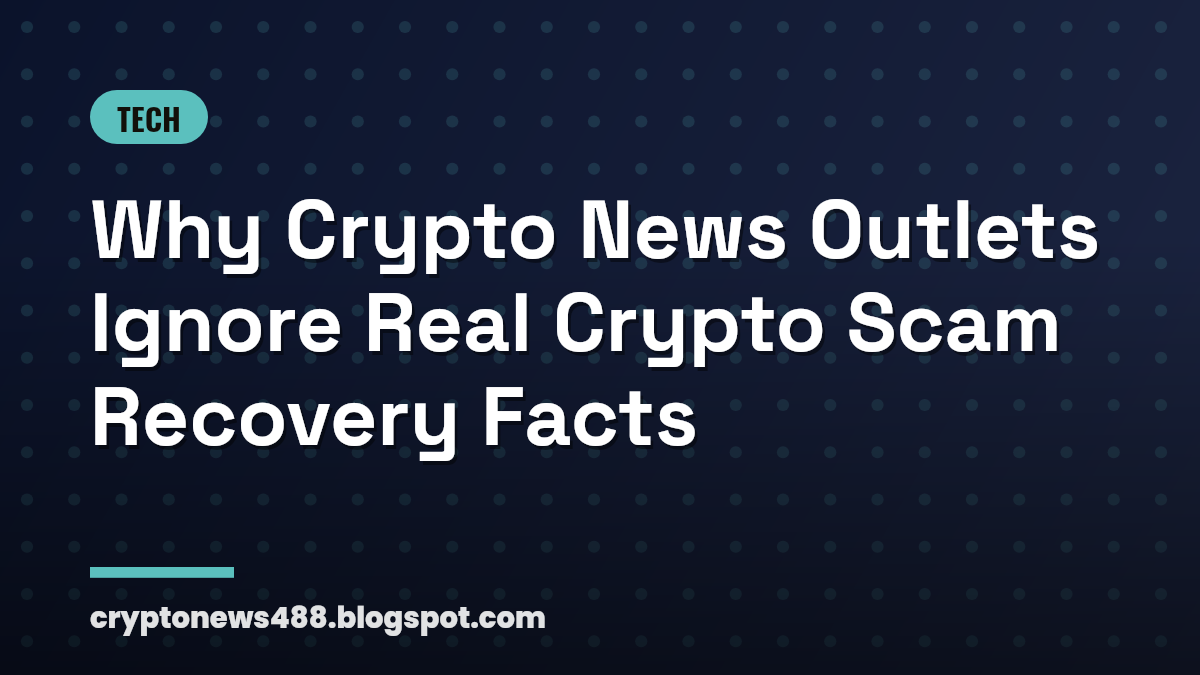 TECH
Why Crypto News Outlets
Ignore Real Crypto Scam
Recovery Facts
cryptonews488.blogspot.com